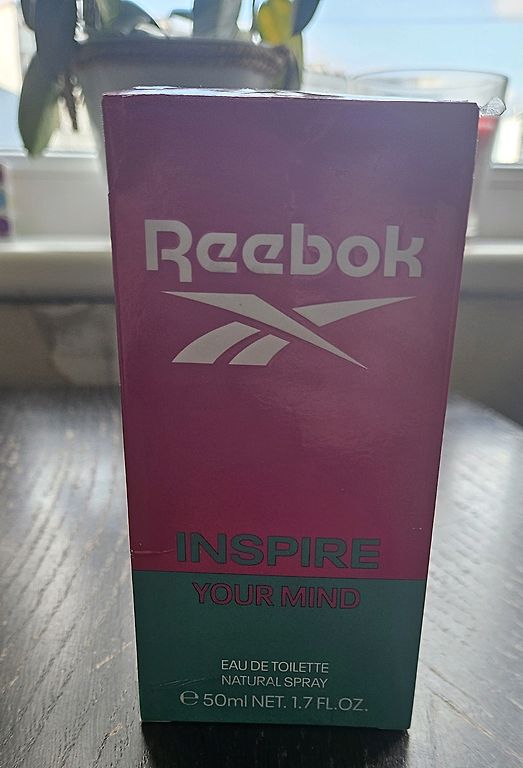 Reebok
INSPIRE
YOUR MIND
EAU DE TOILETTE
NATURAL SPRAY
℮ 50ml NET. 1.7 FL.OZ.